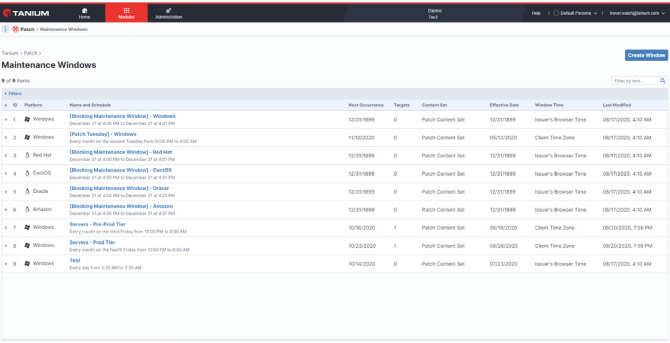 TANIUM
Home
Modules
Administration
Demo
Test
Help
Default Persona
Patch > Maintenance Windows
Tanium > Patch >
Maintenance Windows
Create Window
9 of 9 items
Filter by text...
Filters
ID Platform Name and Schedule Next Occurrence Targets Content Set Effective Date Window Time Last Modified
1 Windows [Blocking Maintenance Window] - Windows 12/31/1899 0 Patch Content Set 12/31/1899 Issuer's Browser Time 08/17/2020, 4:10 AM
December 31 at 4:00 PM to December 31 at 4:01 PM
2 Windows [Patch Tuesday] - Windows 11/10/2020 0 Patch Content Set 05/12/2020 Client Time Zone 08/17/2020, 4:10 AM
Every month on the second Tuesday from 10:00 PM to 4:00 AM
3 Red Hat [Blocking Maintenance Window] - Red Hat 12/31/1899 0 Patch Content Set 12/31/1899 Issuer's Browser Time 08/17/2020, 4:10 AM
December 31 at 4:00 PM to December 31 at 4:01 PM
4 CentOS [Blocking Maintenance Window] - CentOS 12/31/1899 0 Patch Content Set 12/31/1899 Issuer's Browser Time 08/17/2020, 4:10 AM
December 31 at 4:00 PM to December 31 at 4:01 PM
5 Oracle [Blocking Maintenance Window] - Oracle 12/31/1899 0 Patch Content Set 12/31/1899 Issuer's Browser Time 08/17/2020, 4:10 AM
December 31 at 4:00 PM to December 31 at 4:01 PM
6 Amazon [Blocking Maintenance Window] - Amazon 12/31/1899 0 Patch Content Set 12/31/1899 Issuer's Browser Time 08/17/2020, 4:10 AM
December 31 at 4:00 PM to December 31 at 4:01 PM
7 Windows Servers - Pre-Prod Tier 10/16/2020 1 Patch Content Set 06/19/2020 Client Time Zone 08/20/2020, 7:56 PM
Every month on the third Friday from 10:00 PM to 6:00 AM
8 Windows Servers - Prod Tier 10/23/2020 1 Patch Content Set 06/26/2020 Client Time Zone 08/20/2020, 7:56 PM
Every month on the fourth Friday from 10:00 PM to 6:00 AM
9 Windows Test 10/14/2020 0 Patch Content Set 07/23/2020 Issuer's Browser Time 08/17/2020, 4:10 AM
Every day from 2:30 AM to 3:30 AM